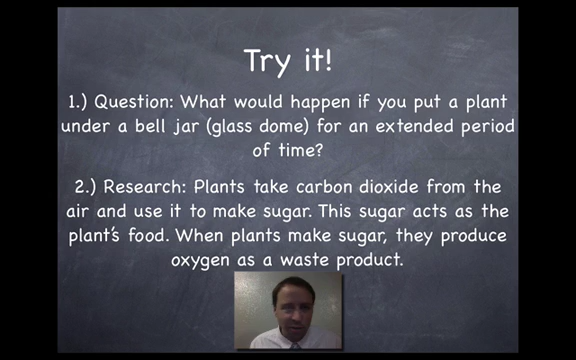 Try it!
1.) Question: What would happen if you put a plant
under a bell jar (glass dome) for an extended period
of time?
2.) Research: Plants take carbon dioxide from the
air and use it to make sugar. This sugar acts as the
plant's food. When plants make sugar, they produce
oxygen as a waste product.